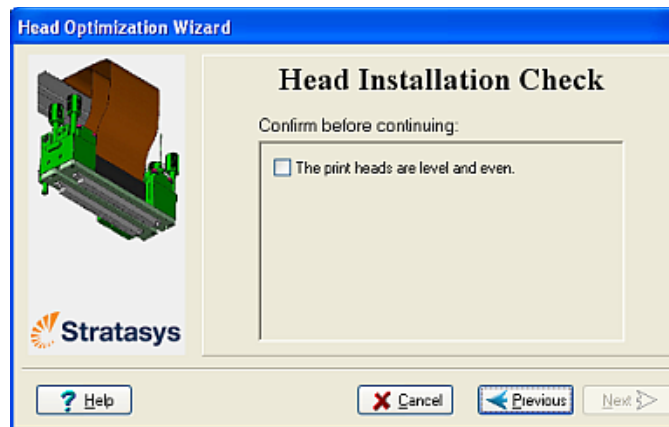 Head Optimization Wizard
Head Installation Check
Confirm before continuing:
The print heads are level and even.
Stratasys
? Help
Cancel
Previous
Next